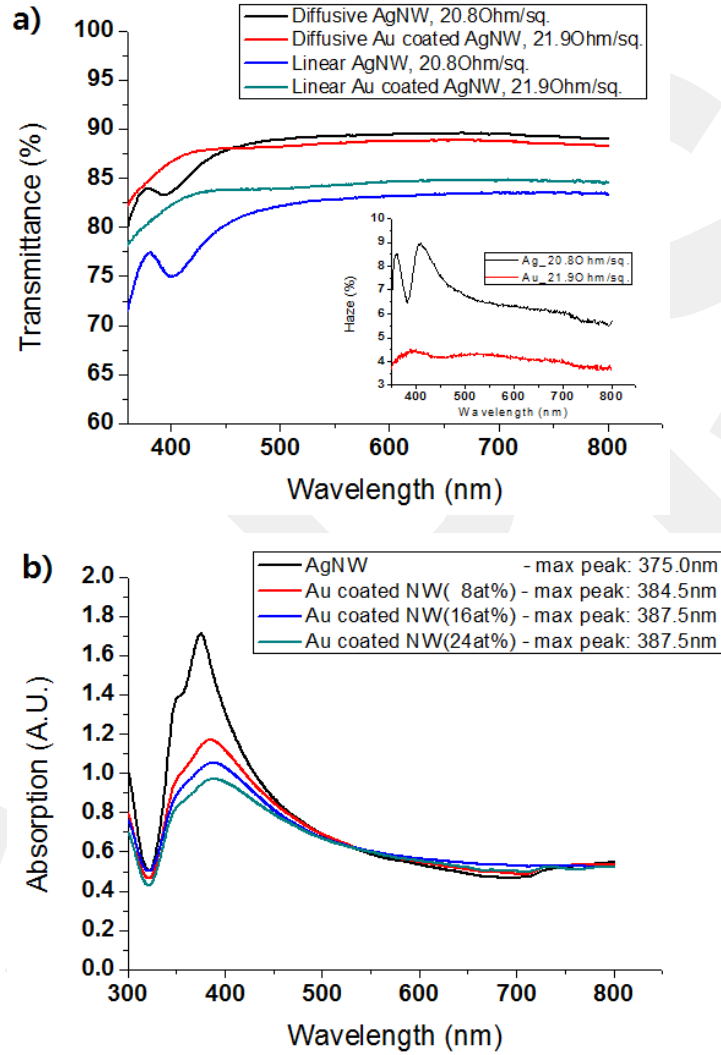 a)
Diffusive AgNW, 20.8Ohm/sq.
Diffusive Au coated AgNW, 21.9Ohm/sq.
Linear AgNW, 20.8Ohm/sq.
Linear Au coated AgNW, 21.9Ohm/sq.
100
95
90
85
80
75
70
65
60
Transmittance (%)
400
500
600
700
800
Wavelength (nm)
10
9
8
7
6
5
4
3
Haze (%)
Ag_20.8Ohm/sq.
Au_21.9Ohm/sq.
400
500
600
700
800
Wavelength (nm)
b)
AgNW - max peak: 375.0nm
Au coated NW( 8at%) - max peak: 384.5nm
Au coated NW(16at%) - max peak: 387.5nm
Au coated NW(24at%) - max peak: 387.5nm
2.0
1.8
1.6
1.4
1.2
1.0
0.8
0.6
0.4
0.2
0.0
Absorption (A.U.)
300
400
500
600
700
800
Wavelength (nm)